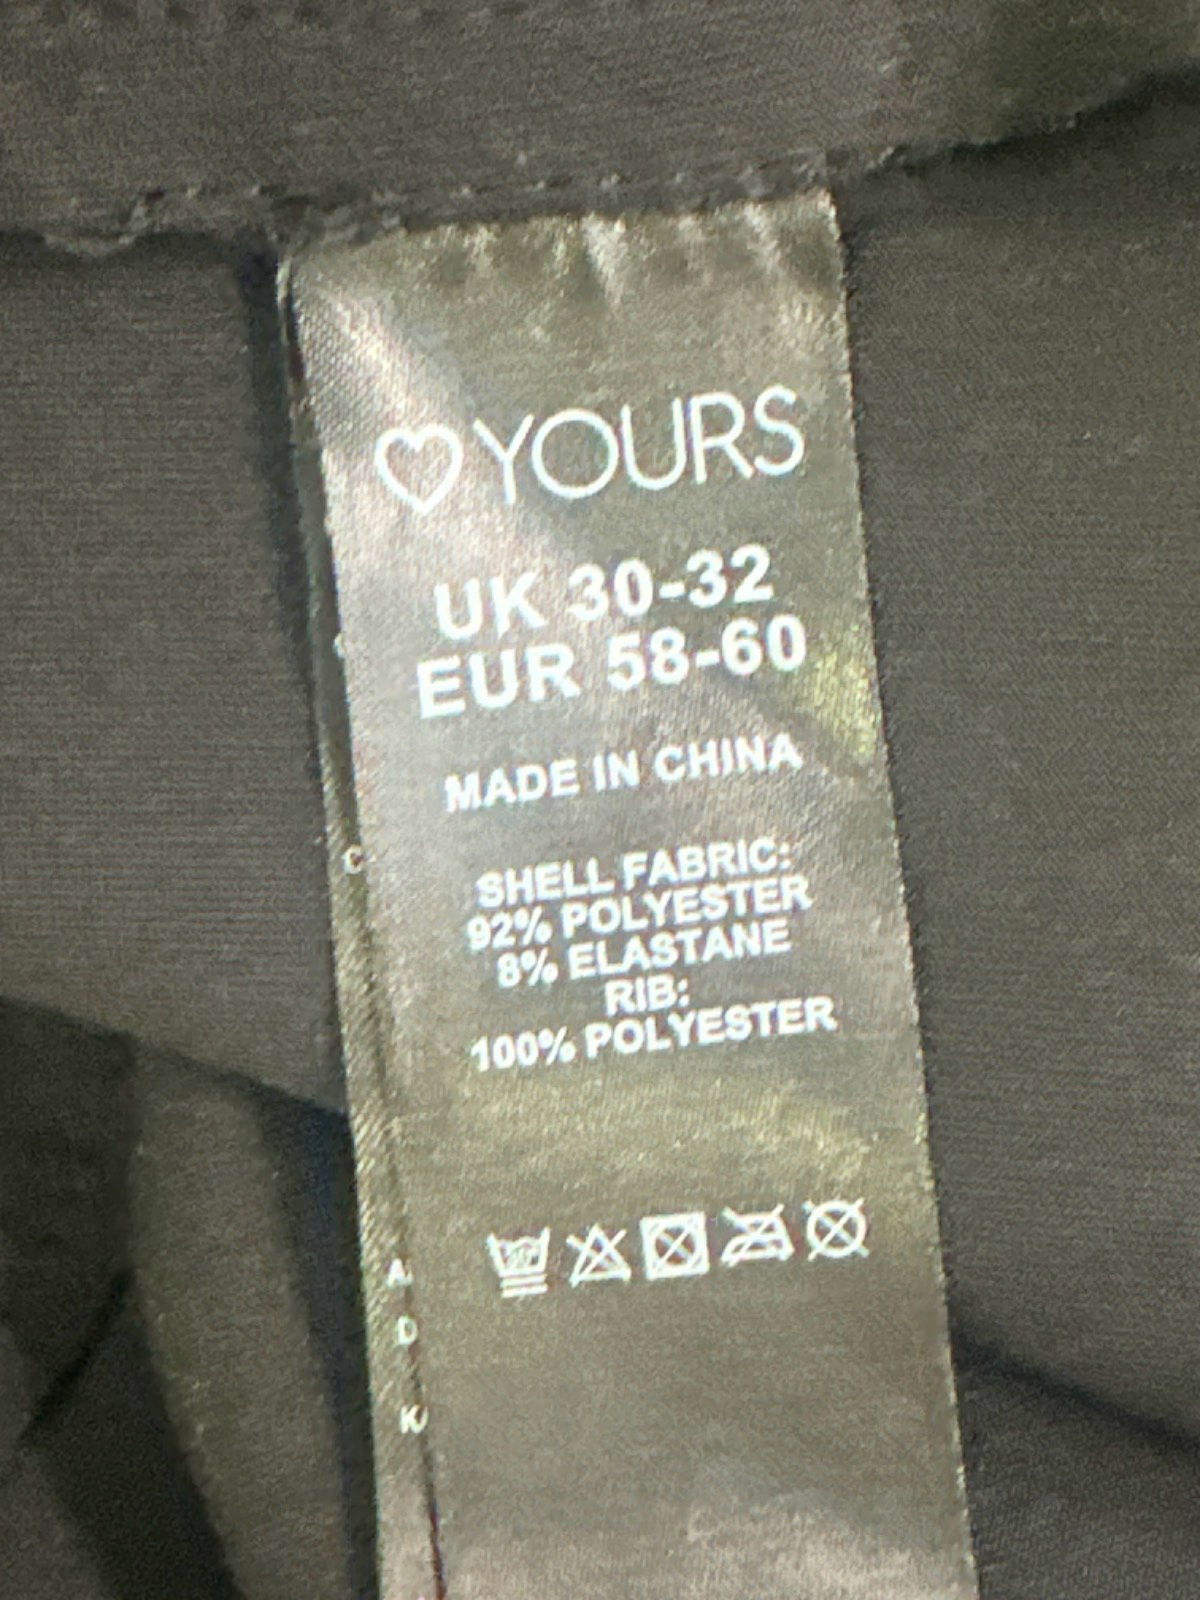 YOURS
UK 30-32
EUR 58-60
MADE IN CHINA
SHELL FABRIC:
92% POLYESTER
8% ELASTANE
RIB:
100% POLYESTER
C
A
D
K